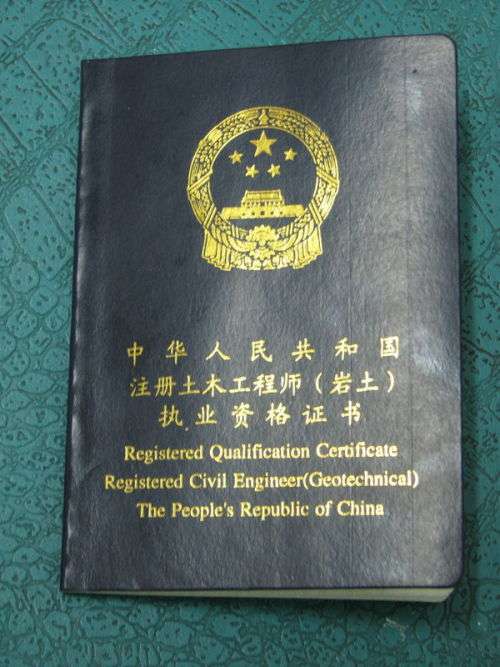 中华人民共和国
注册土木工程师（岩土）
执业资格证书
Registered Qualification Certificate
Registered Civil Engineer(Geotechnical)
The People's Republic of China